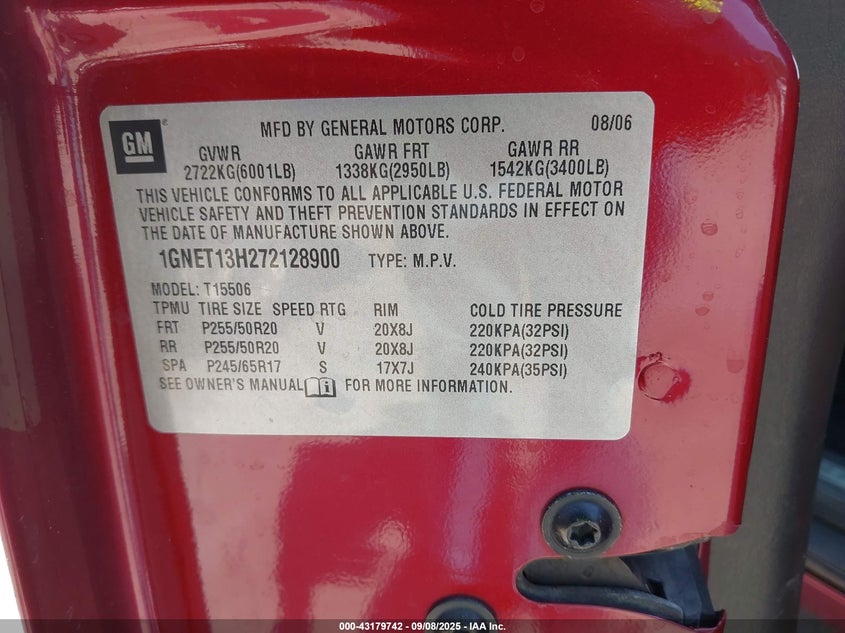 GM
MFD BY GENERAL MOTORS CORP. 08/06
GVWR GAWR FRT GAWR RR
2722KG(6001LB) 1338KG(2950LB) 1542KG(3400LB)
THIS VEHICLE CONFORMS TO ALL APPLICABLE U.S. FEDERAL MOTOR
VEHICLE SAFETY AND THEFT PREVENTION STANDARDS IN EFFECT ON
THE DATE OF MANUFACTURE SHOWN ABOVE.
1GNET13H272128900 TYPE: M.P.V.
MODEL: T15506
TPMU TIRE SIZE SPEED RTG RIM COLD TIRE PRESSURE
FRT P255/50R20 V 20X8J 220KPA(32PSI)
RR P255/50R20 V 20X8J 220KPA(32PSI)
SPA P245/65R17 S 17X7J 240KPA(35PSI)
SEE OWNER'S MANUAL i FOR MORE INFORMATION.
000-43179742 - 09/08/2025 - IAAI.com